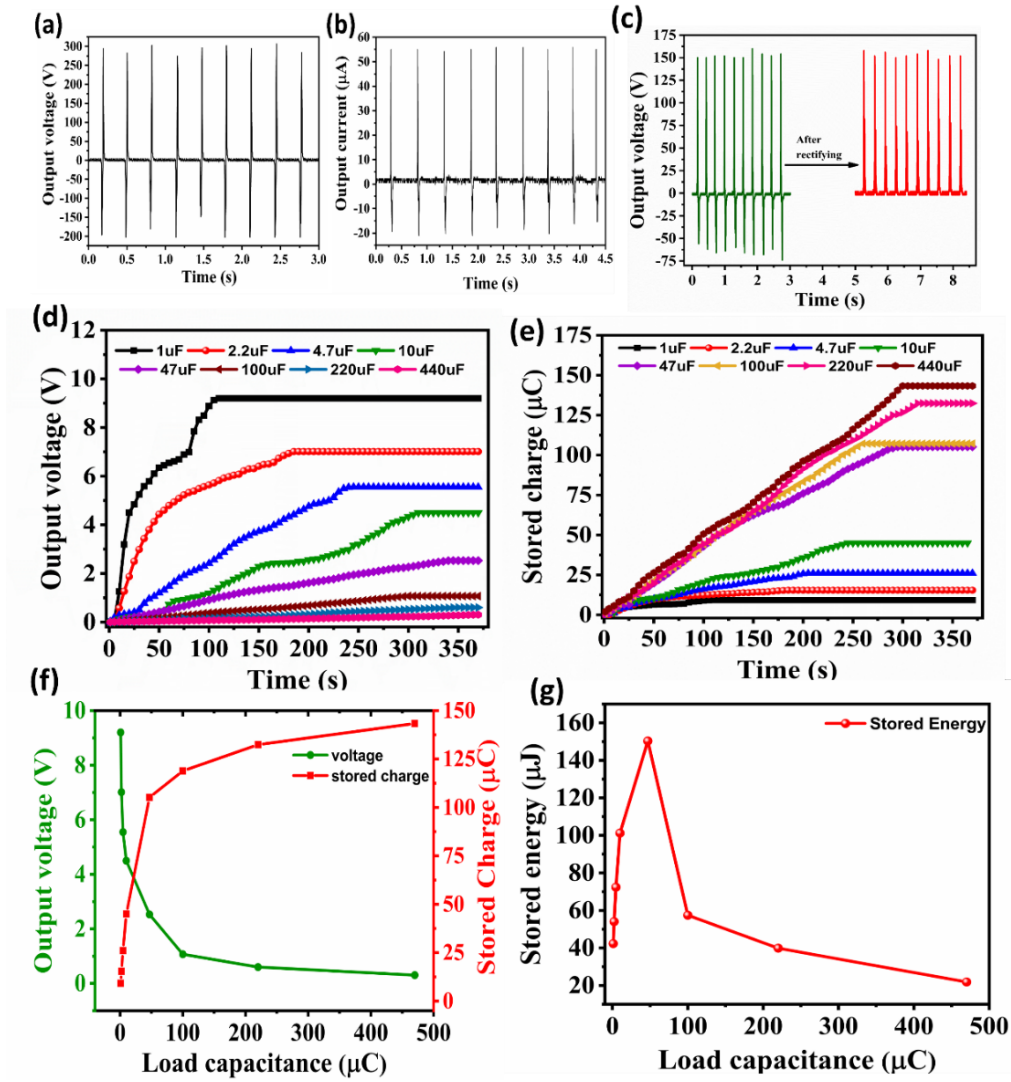 (a)
Output voltage (V)
300
250
200
150
100
50
0
-50
-100
-150
-200
0.0 0.5 1.0 1.5 2.0 2.5 3.0
Time (s)
(b)
Output current (μA)
60
50
40
30
20
10
0
-10
-20
0.0 0.5 1.0 1.5 2.0 2.5 3.0 3.5 4.0 4.5
Time (s)
(c)
Output voltage (V)
175
150
125
100
75
50
25
0
-25
-50
-75
After
rectifying
0 1 2 3 4 5 6 7 8
Time (s)
(d)
Output voltage (V)
12
10
8
6
4
2
0
1uF 2.2uF 4.7uF 10uF
47uF 100uF 220uF 440uF
0 50 100 150 200 250 300 350
Time (s)
(e)
Stored charge (μC)
175
150
125
100
75
50
25
0
1uF 2.2uF 4.7uF 10uF
47uF 100uF 220uF 440uF
0 50 100 150 200 250 300 350
Time (s)
(f)
Output voltage (V)
10
8
6
4
2
0
voltage
stored charge
150
125
100
75
50
25
0
Stored Charge (μC)
0 100 200 300 400 500
Load capacitance (μC)
(g)
Stored energy (μJ)
160
140
120
100
80
60
40
20
Stored Energy
0 100 200 300 400 500
Load capacitance (μC)